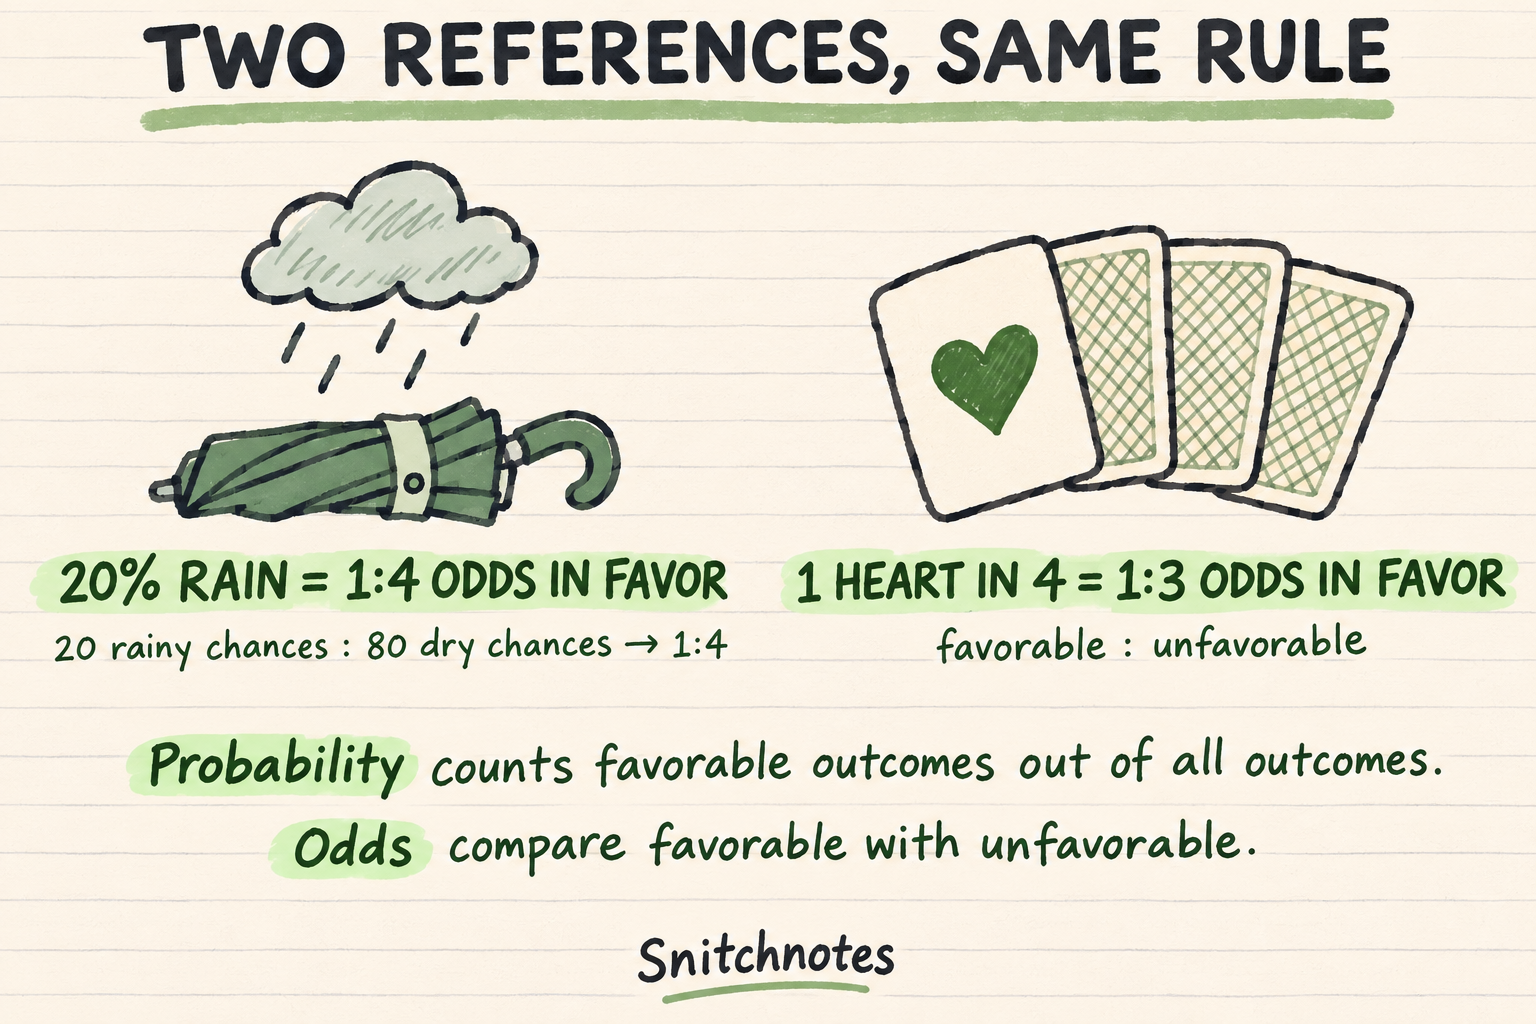 TWO REFERENCES, SAME RULE
20% RAIN = 1:4 ODDS IN FAVOR
20 rainy chances : 80 dry chances → 1:4
1 HEART IN 4 = 1:3 ODDS IN FAVOR
favorable : unfavorable
Probability counts favorable outcomes out of all outcomes.
Odds compare favorable with unfavorable.
Snitchnotes